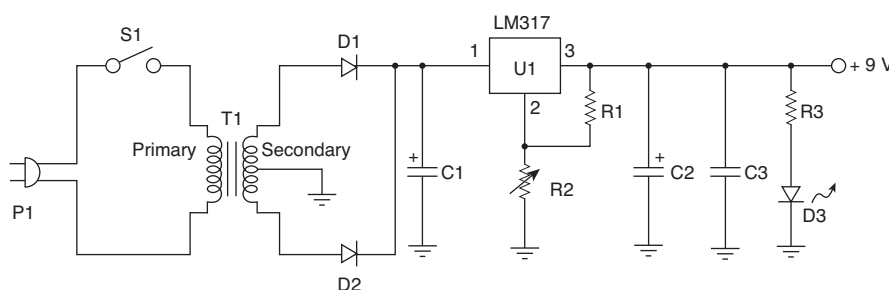 LM317
S1
D1
1
3
U1
+ 9 V
2
R1
R3
T1
Primary
Secondary
+
C1
R2
+
C2
C3
D3
P1
D2